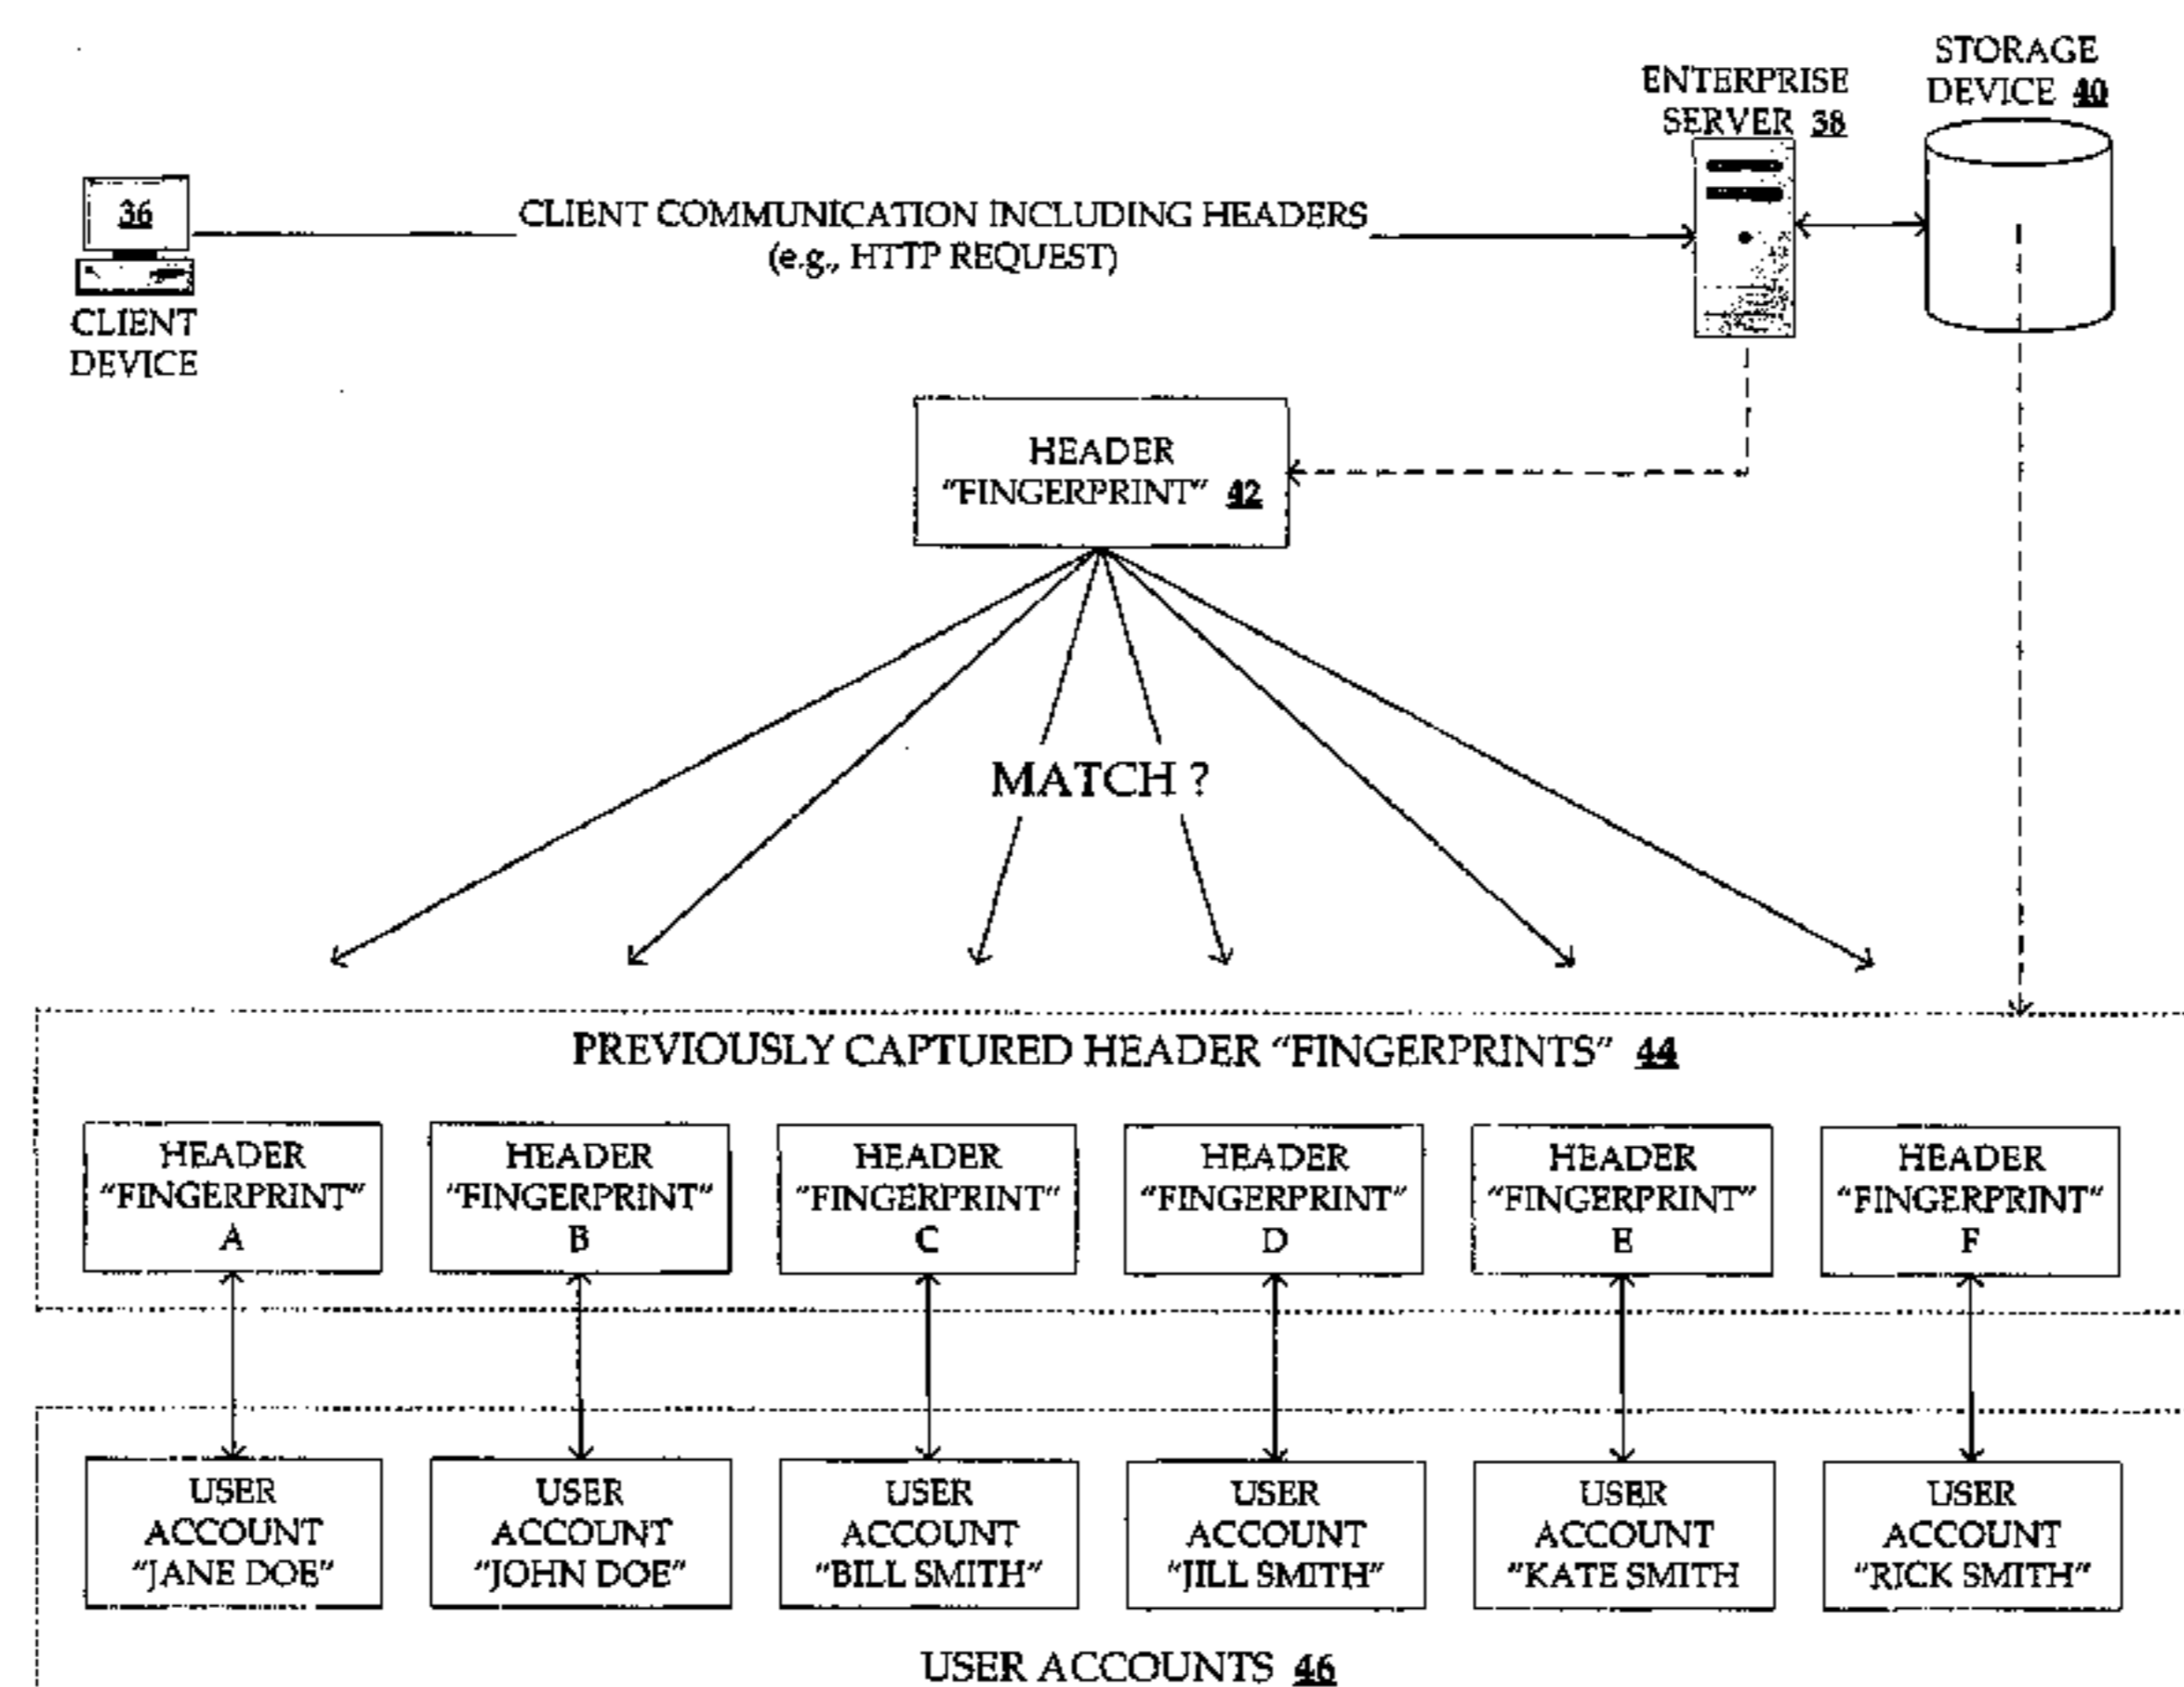 STORAGE
DEVICE 40
ENTERPRISE
SERVER 38
36
CLIENT COMMUNICATION INCLUDING HEADERS
(e.g., HTTP REQUEST)
CLIENT
DEVICE
HEADER
"FINGERPRINT" 42
MATCH ?
PREVIOUSLY CAPTURED HEADER "FINGERPRINTS" 44
HEADER
"FINGERPRINT"
A
HEADER
"FINGERPRINT"
B
HEADER
"FINGERPRINT"
C
HEADER
"FINGERPRINT"
D
HEADER
"FINGERPRINT"
E
HEADER
"FINGERPRINT"
F
USER
ACCOUNT
"JANE DOE"
USER
ACCOUNT
"JOHN DOE"
USER
ACCOUNT
"BILL SMITH"
USER
ACCOUNT
"JILL SMITH"
USER
ACCOUNT
"KATE SMITH
USER
ACCOUNT
"RICK SMITH"
USER ACCOUNTS 46